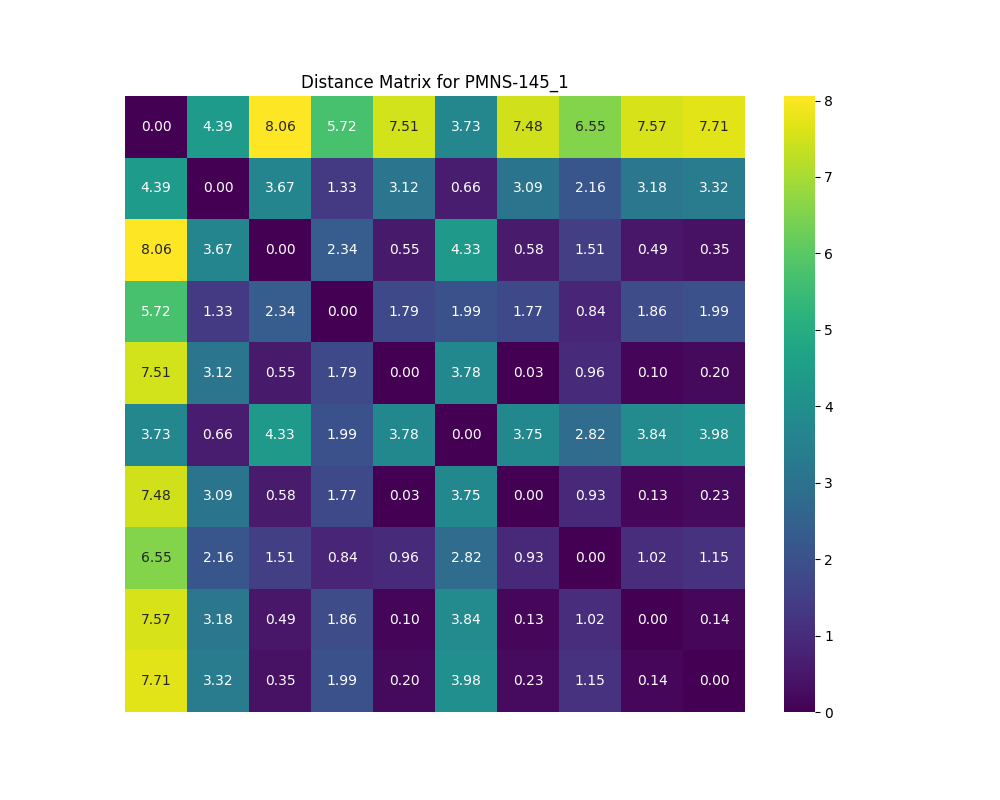 Distance Matrix for PMNS-145_1
0.00 4.39 8.06 5.72 7.51 3.73 7.48 6.55 7.57 7.71
4.39 0.00 3.67 1.33 3.12 0.66 3.09 2.16 3.18 3.32
8.06 3.67 0.00 2.34 0.55 4.33 0.58 1.51 0.49 0.35
5.72 1.33 2.34 0.00 1.79 1.99 1.77 0.84 1.86 1.99
7.51 3.12 0.55 1.79 0.00 3.78 0.03 0.96 0.10 0.20
3.73 0.66 4.33 1.99 3.78 0.00 3.75 2.82 3.84 3.98
7.48 3.09 0.58 1.77 0.03 3.75 0.00 0.93 0.13 0.23
6.55 2.16 1.51 0.84 0.96 2.82 0.93 0.00 1.02 1.15
7.57 3.18 0.49 1.86 0.10 3.84 0.13 1.02 0.00 0.14
7.71 3.32 0.35 1.99 0.20 3.98 0.23 1.15 0.14 0.00
8
7
6
5
4
3
2
1
0